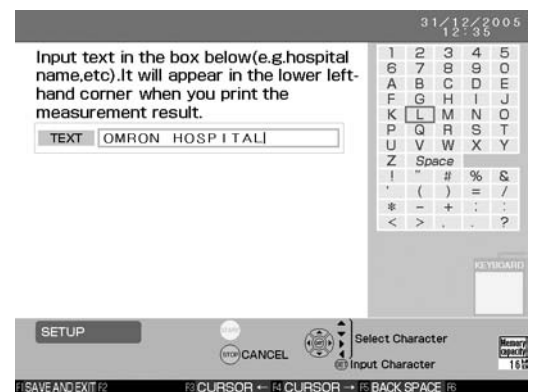 31/12/2005
12:35
Input text in the box below(e.g.hospital
name,etc).It will appear in the lower left-
hand corner when you print the
measurement result.
TEXT OMRON HOSPITAL
1 2 3 4 5
6 7 8 9 0
A B C D E
F G H I J
K L M N O
P Q R S T
U V W X Y
Z Space
! " # % &
' ( ) = /
* - + : ;
< > , . ?
KEYBOARD
SETUP
START
STOP CANCEL
SET
Select Character
SET Input Character
Memory
capacity
16
F1 SAVE AND EXIT F2 F3 CURSOR ← F4 CURSOR → F5 BACK SPACE F6